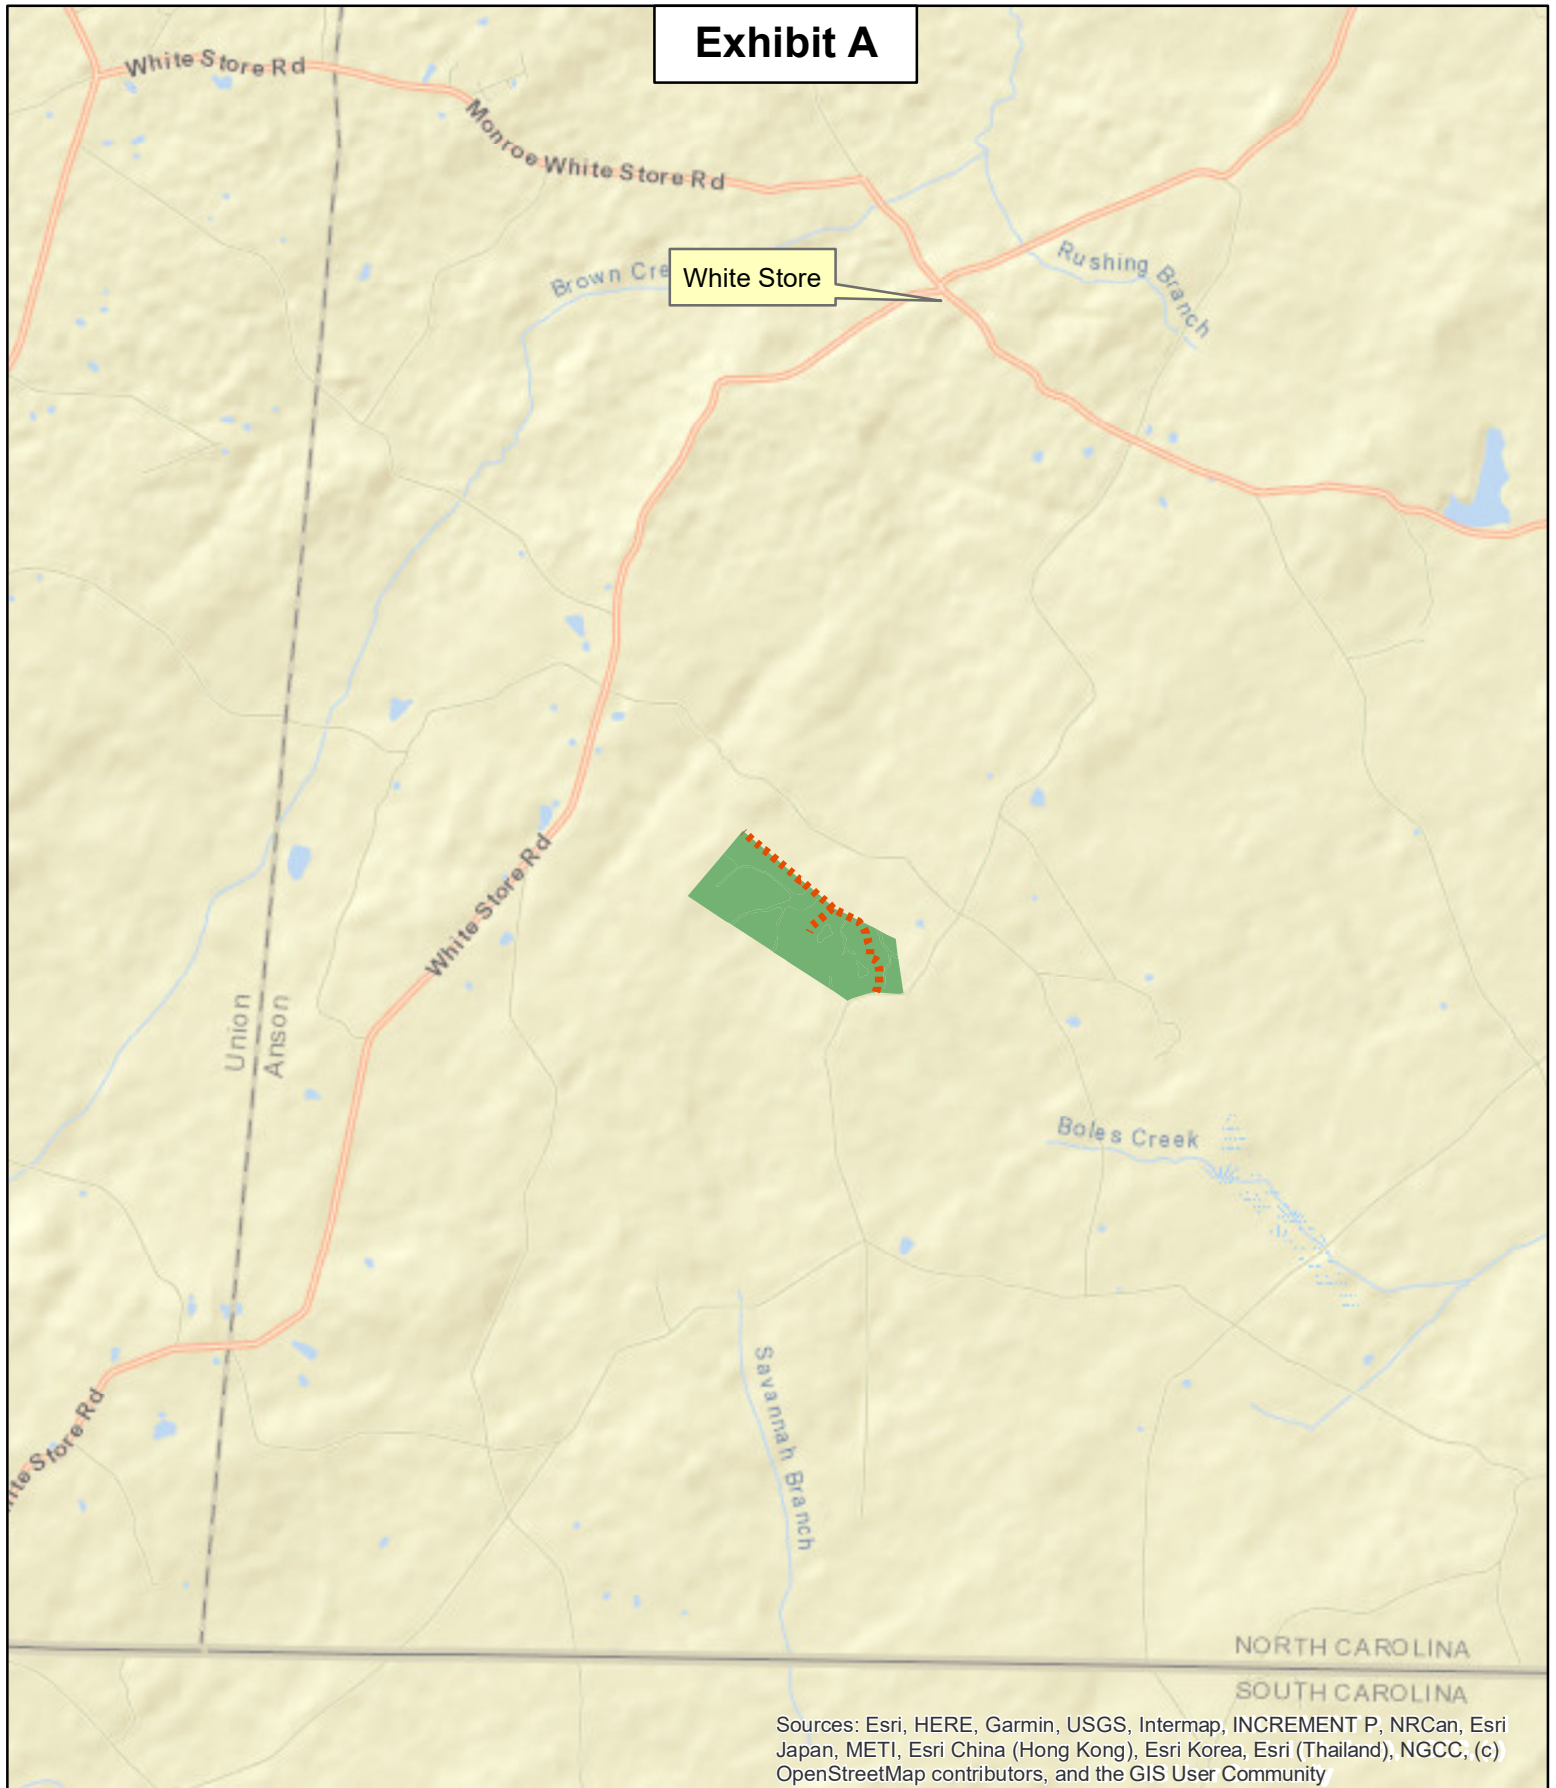 Exhibit A
White Store Rd
Monroe White Store Rd
Rushing Branch
Brown Cre
White Store
White Store Rd
Union
Anson
Boles Creek
Savannah Branch
ite Store Rd
NORTH CAROLINA
SOUTH CAROLINA
Sources: Esri, HERE, Garmin, USGS, Intermap, INCREMENT P, NRCan, Esri
Japan, METI, Esri China (Hong Kong), Esri Korea, Esri (Thailand), NGCC, (c)
OpenStreetMap contributors, and the GIS User Community